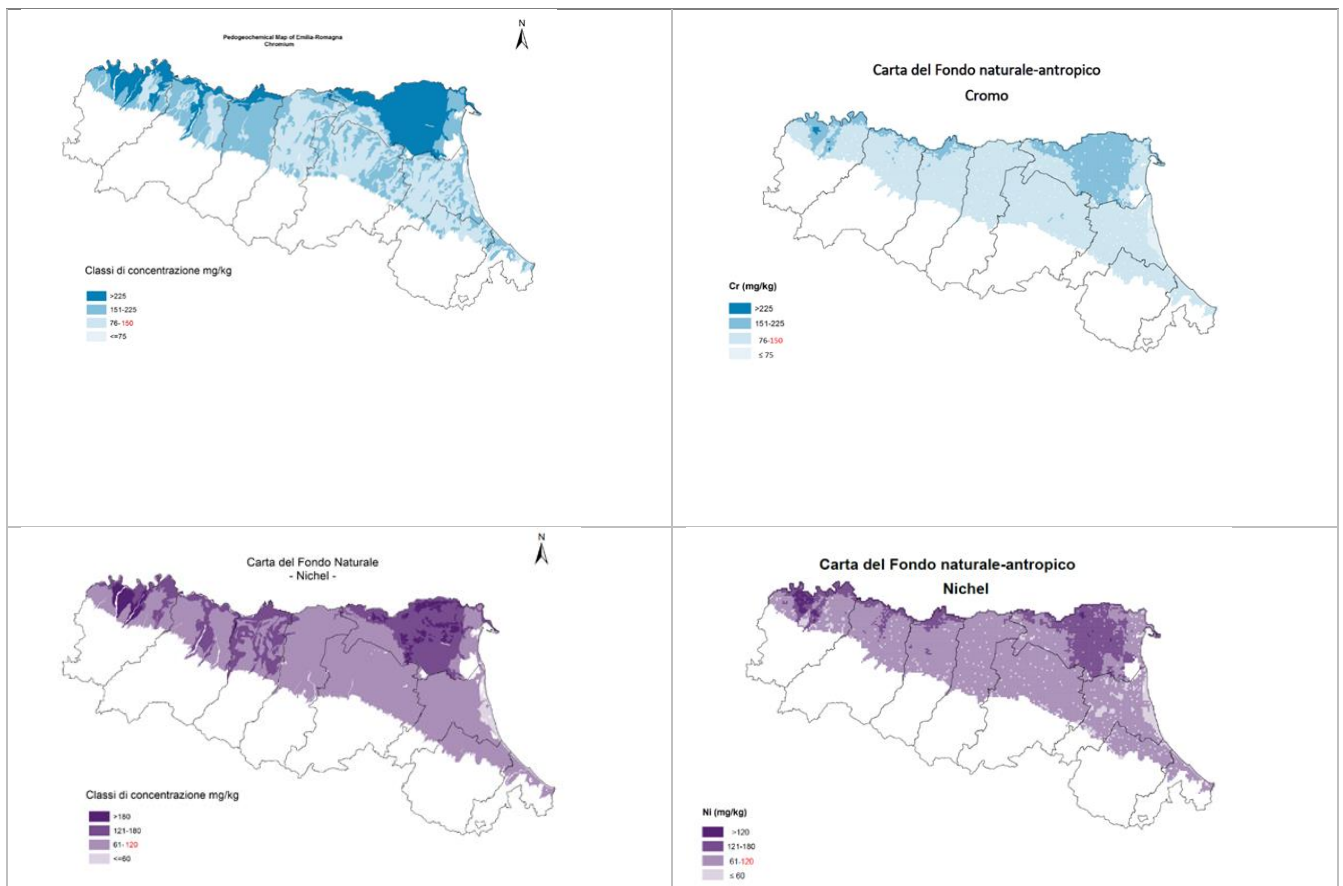 N
Pedogeochemical Map of Emilia-Romagna
Chromium
Classi di concentrazione mg/kg
>225
151-225
76-150
<=75
Carta del Fondo naturale-antropico
Cromo
Cr (mg/kg)
>225
151-225
76-150
≤ 75
N
Carta del Fondo Naturale
- Nichel -
Classi di concentrazione mg/kg
>180
121-180
61-120
<=60
Carta del Fondo naturale-antropico
Nichel
Ni (mg/kg)
>120
121-180
61-120
≤ 60